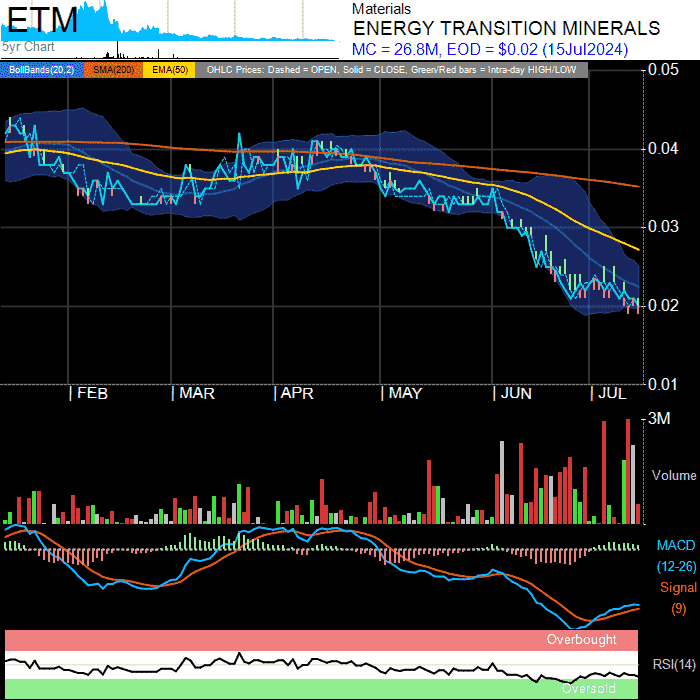 ETM
5yr Chart
Materials
ENERGY TRANSITION MINERALS
MC = 26.8M, EOD = $0.02 (15Jul2024)
BollBands(20,2) SMA(200) EMA(50) OHLC Prices: Dashed = OPEN, Solid = CLOSE, Green/Red bars = Intra-day HIGH/LOW
0.05
0.04
0.03
0.02
0.01
| FEB | MAR | APR | MAY | JUN | JUL
3M
Volume
MACD
(12-26)
Signal
(9)
Overbought
RSI(14)
Oversold